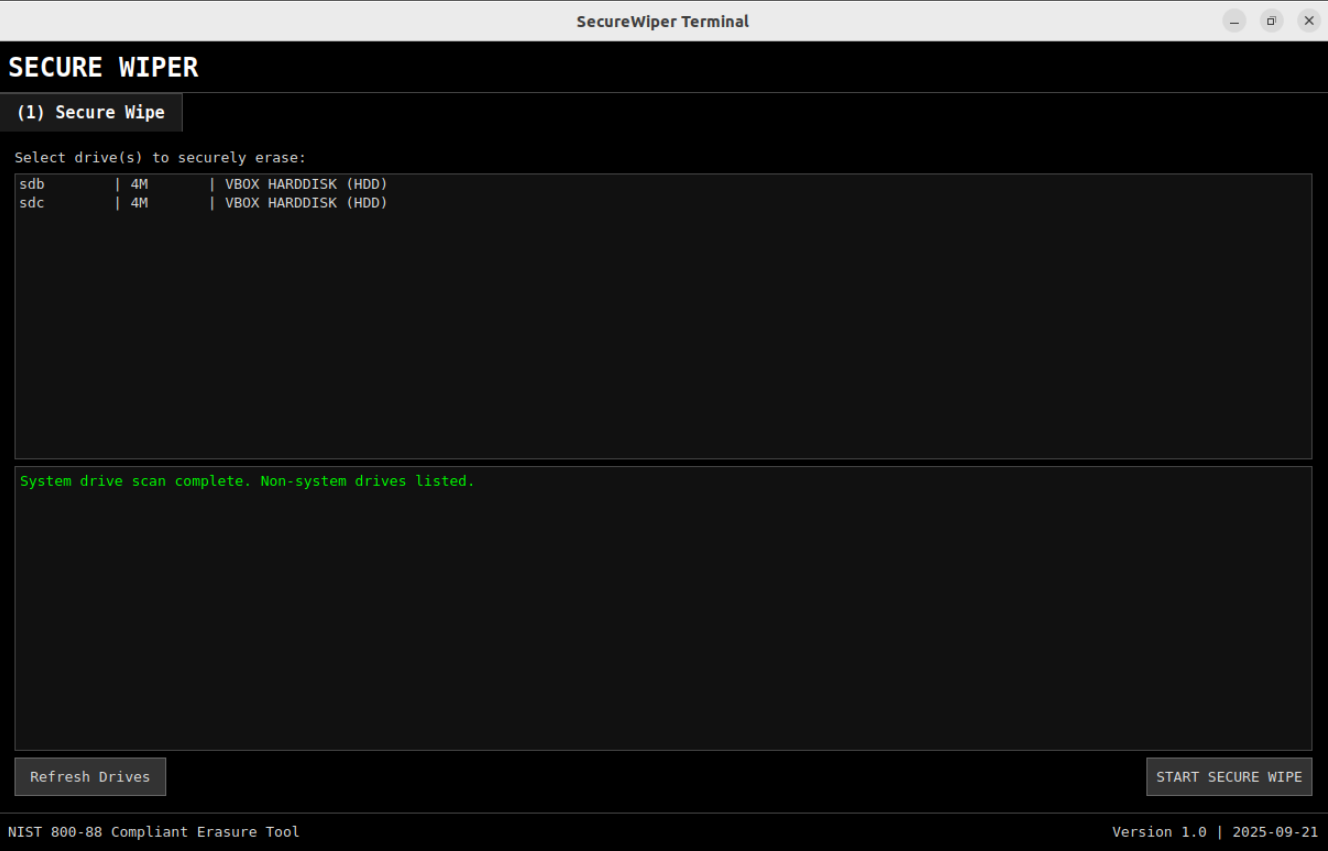 SecureWiper Terminal
SECURE WIPER
(1) Secure Wipe
Select drive(s) to securely erase:
sdb | 4M | VBOX HARDDISK (HDD)
sdc | 4M | VBOX HARDDISK (HDD)
System drive scan complete. Non-system drives listed.
Refresh Drives START SECURE WIPE
NIST 800-88 Compliant Erasure Tool Version 1.0 | 2025-09-21